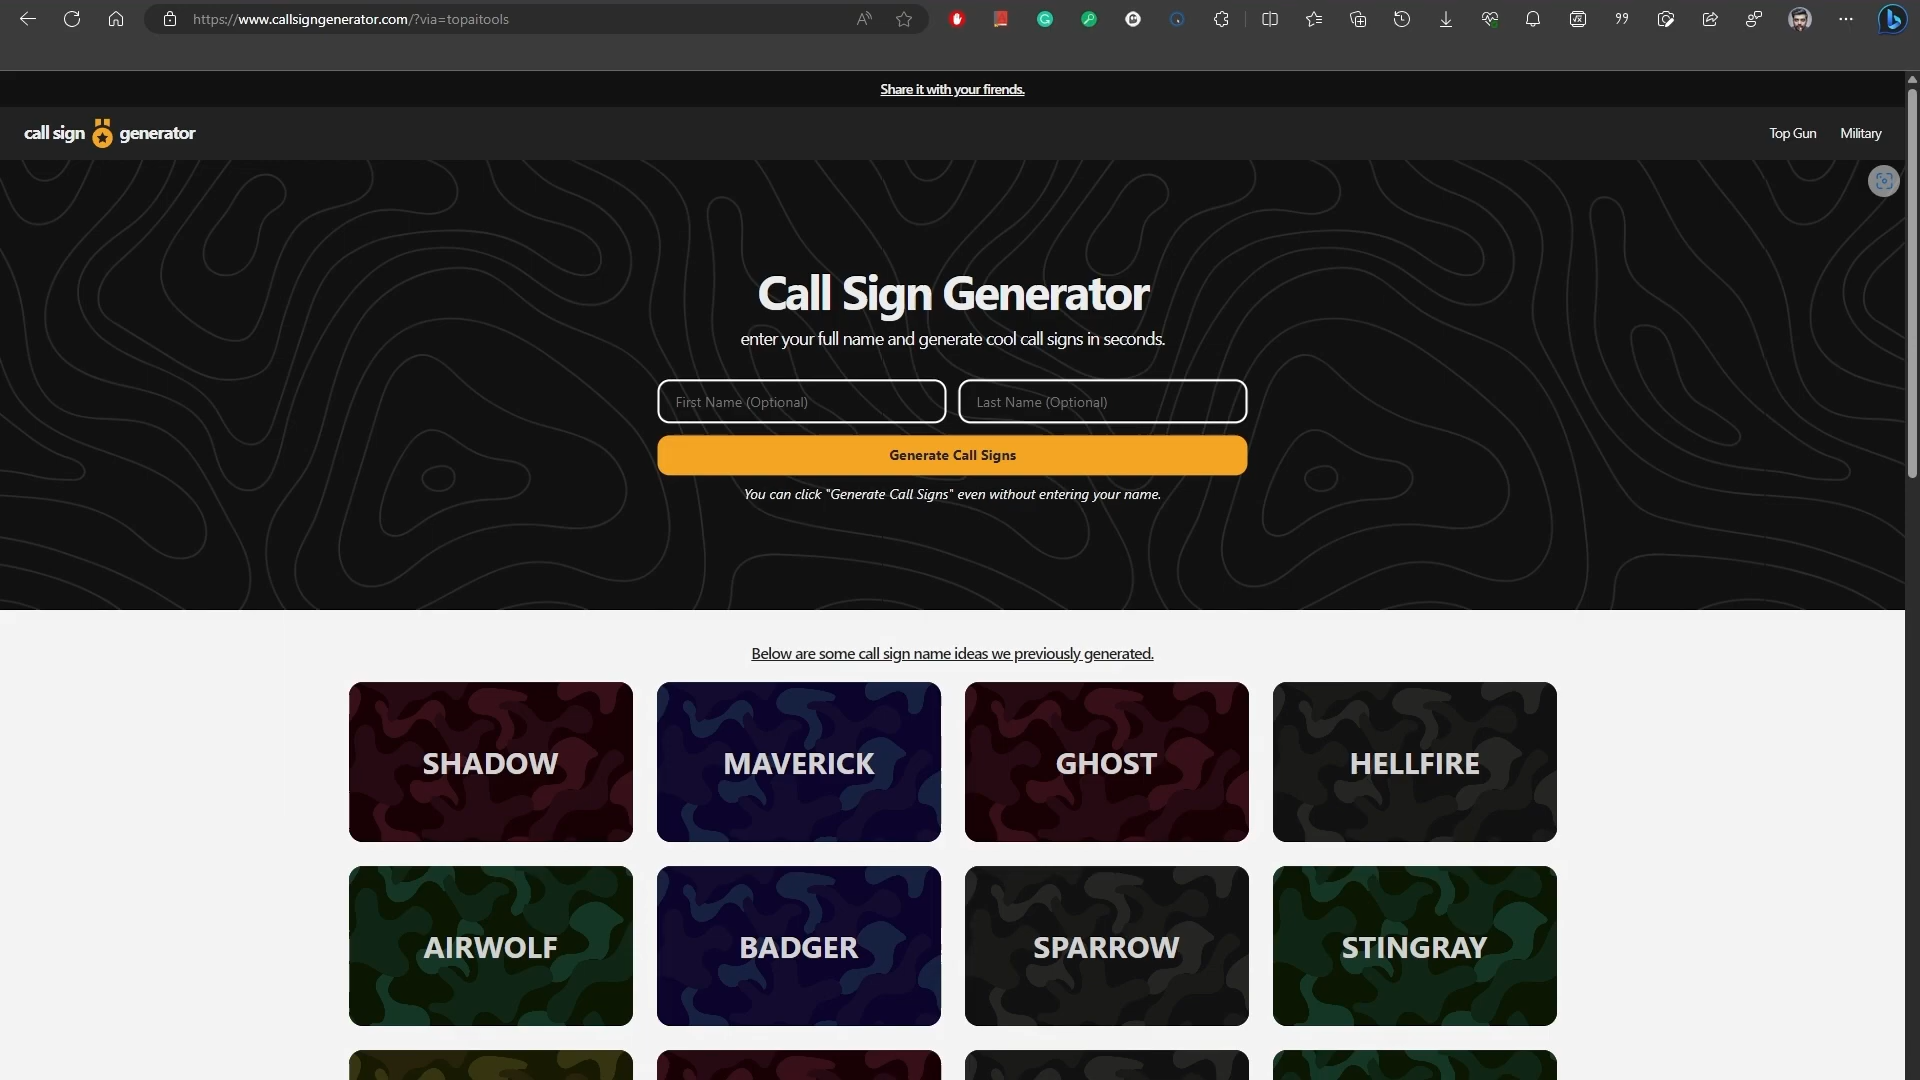 https://www.callsigngenerator.com/?via=topaitools
Share it with your firends.
call sign generator
Top Gun
Military
Call Sign Generator
enter your full name and generate cool call signs in seconds.
First Name (Optional)
Last Name (Optional)
Generate Call Signs
You can click "Generate Call Signs" even without entering your name.
Below are some call sign name ideas we previously generated.
SHADOW
MAVERICK
GHOST
HELLFIRE
AIRWOLF
BADGER
SPARROW
STINGRAY